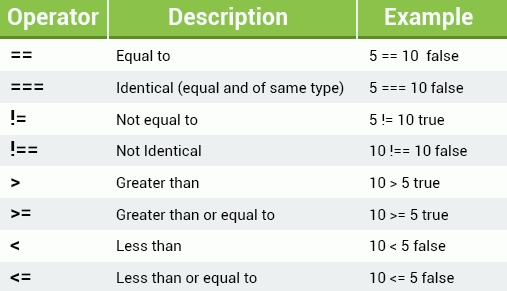 Operator Description Example
== Equal to 5 == 10 false
=== Identical (equal and of same type) 5 === 10 false
!= Not equal to 5 != 10 true
!== Not Identical 10 !== 10 false
> Greater than 10 > 5 true
>= Greater than or equal to 10 >= 5 true
< Less than 10 < 5 false
<= Less than or equal to 10 <= 5 false